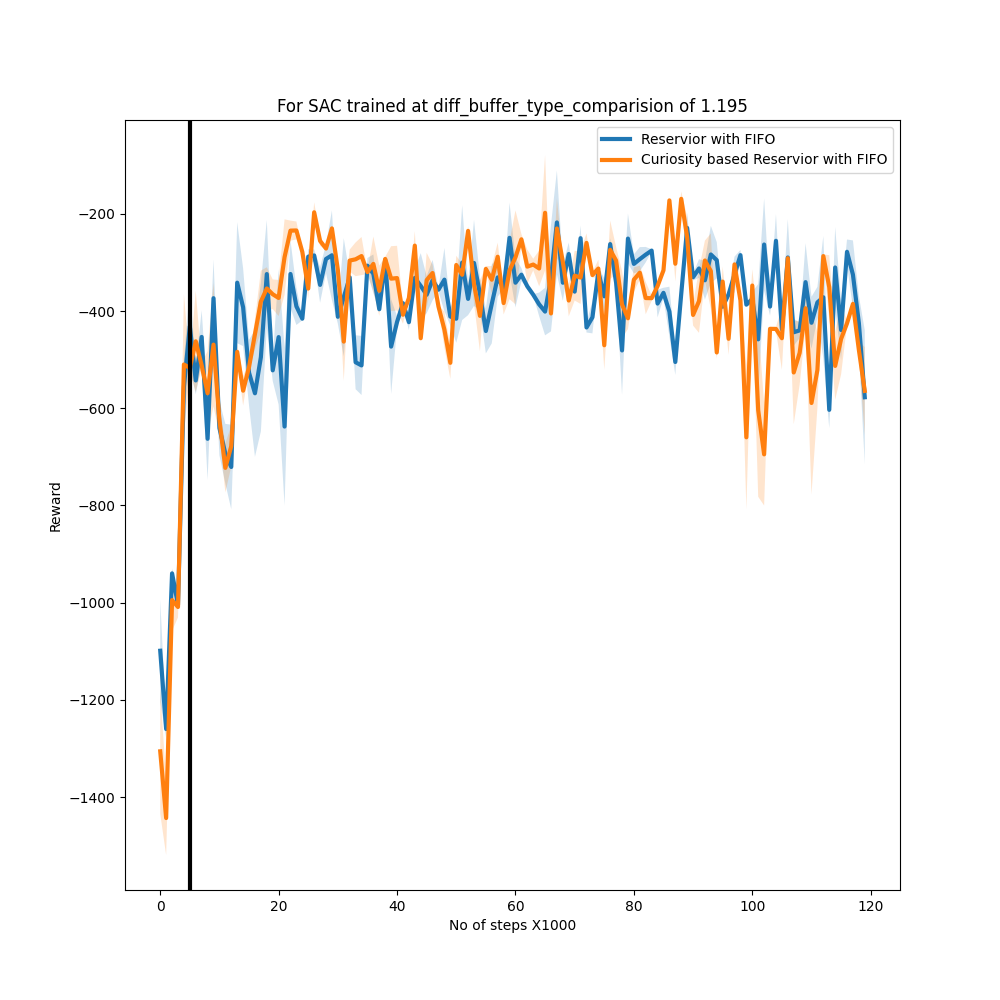 For SAC trained at diff_buffer_type_comparision of 1.195
Reservior with FIFO
Curiosity based Reservior with FIFO
−200
−400
−600
−800
−1000
−1200
−1400
Reward
0 20 40 60 80 100 120
No of steps X1000